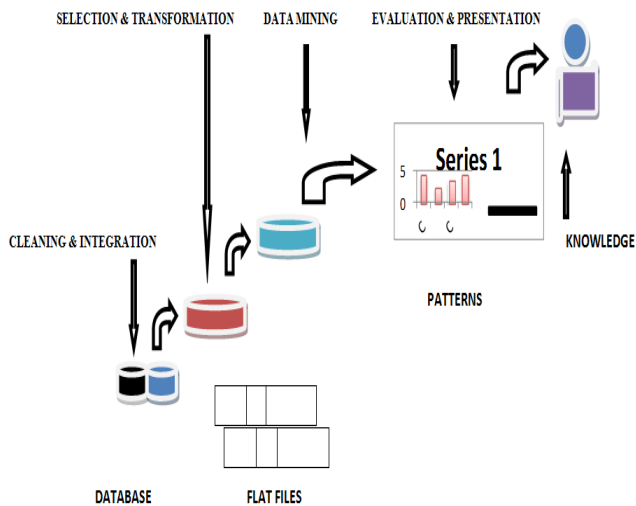 SELECTION & TRANSFORMATION
DATA MINING
EVALUATION & PRESENTATION
Series 1
5
0
C C
CLEANING & INTEGRATION
KNOWLEDGE
PATTERNS
DATABASE
FLAT FILES